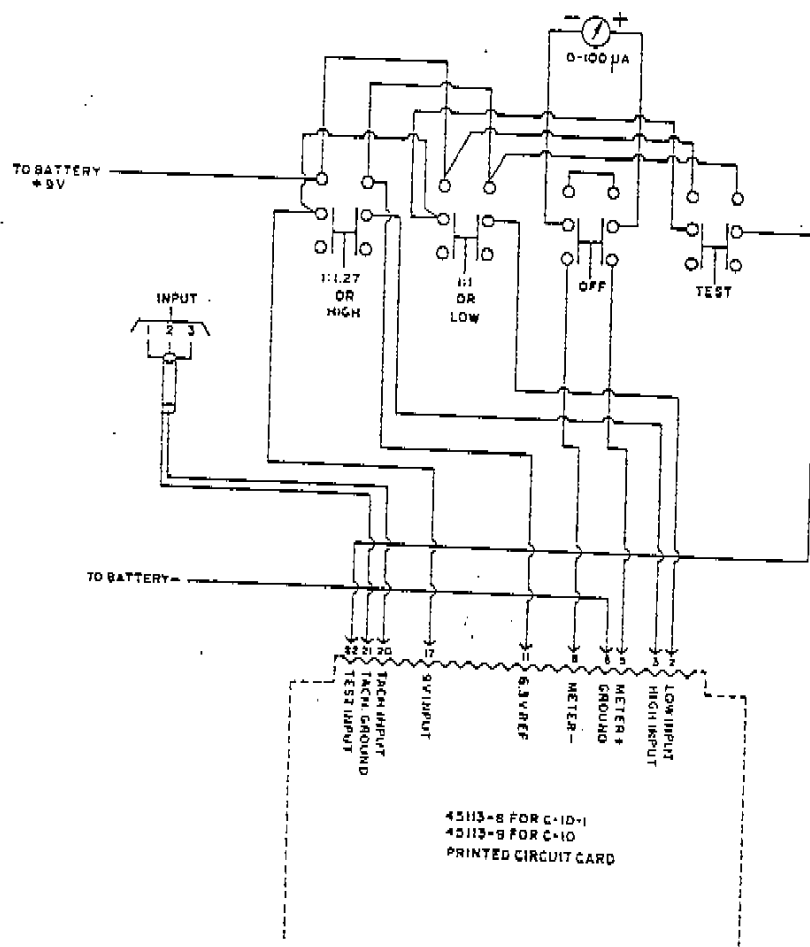 - +
0-100 UA
TO BATTERY
+ 9V
1:1.27
OR
HIGH
1:1
OR
LOW
OFF
TEST
INPUT
1 2 3
TO BATTERY -
22 21 20 17 11 8 6 5 3 2
TEST INPUT
TACH. GROUND
TACH INPUT
9V INPUT
6.3 V REF
METER -
GROUND
METER +
HIGH INPUT
LOW INPUT
45113-8 FOR C-10-1
45113-9 FOR C-10
PRINTED CIRCUIT CARD